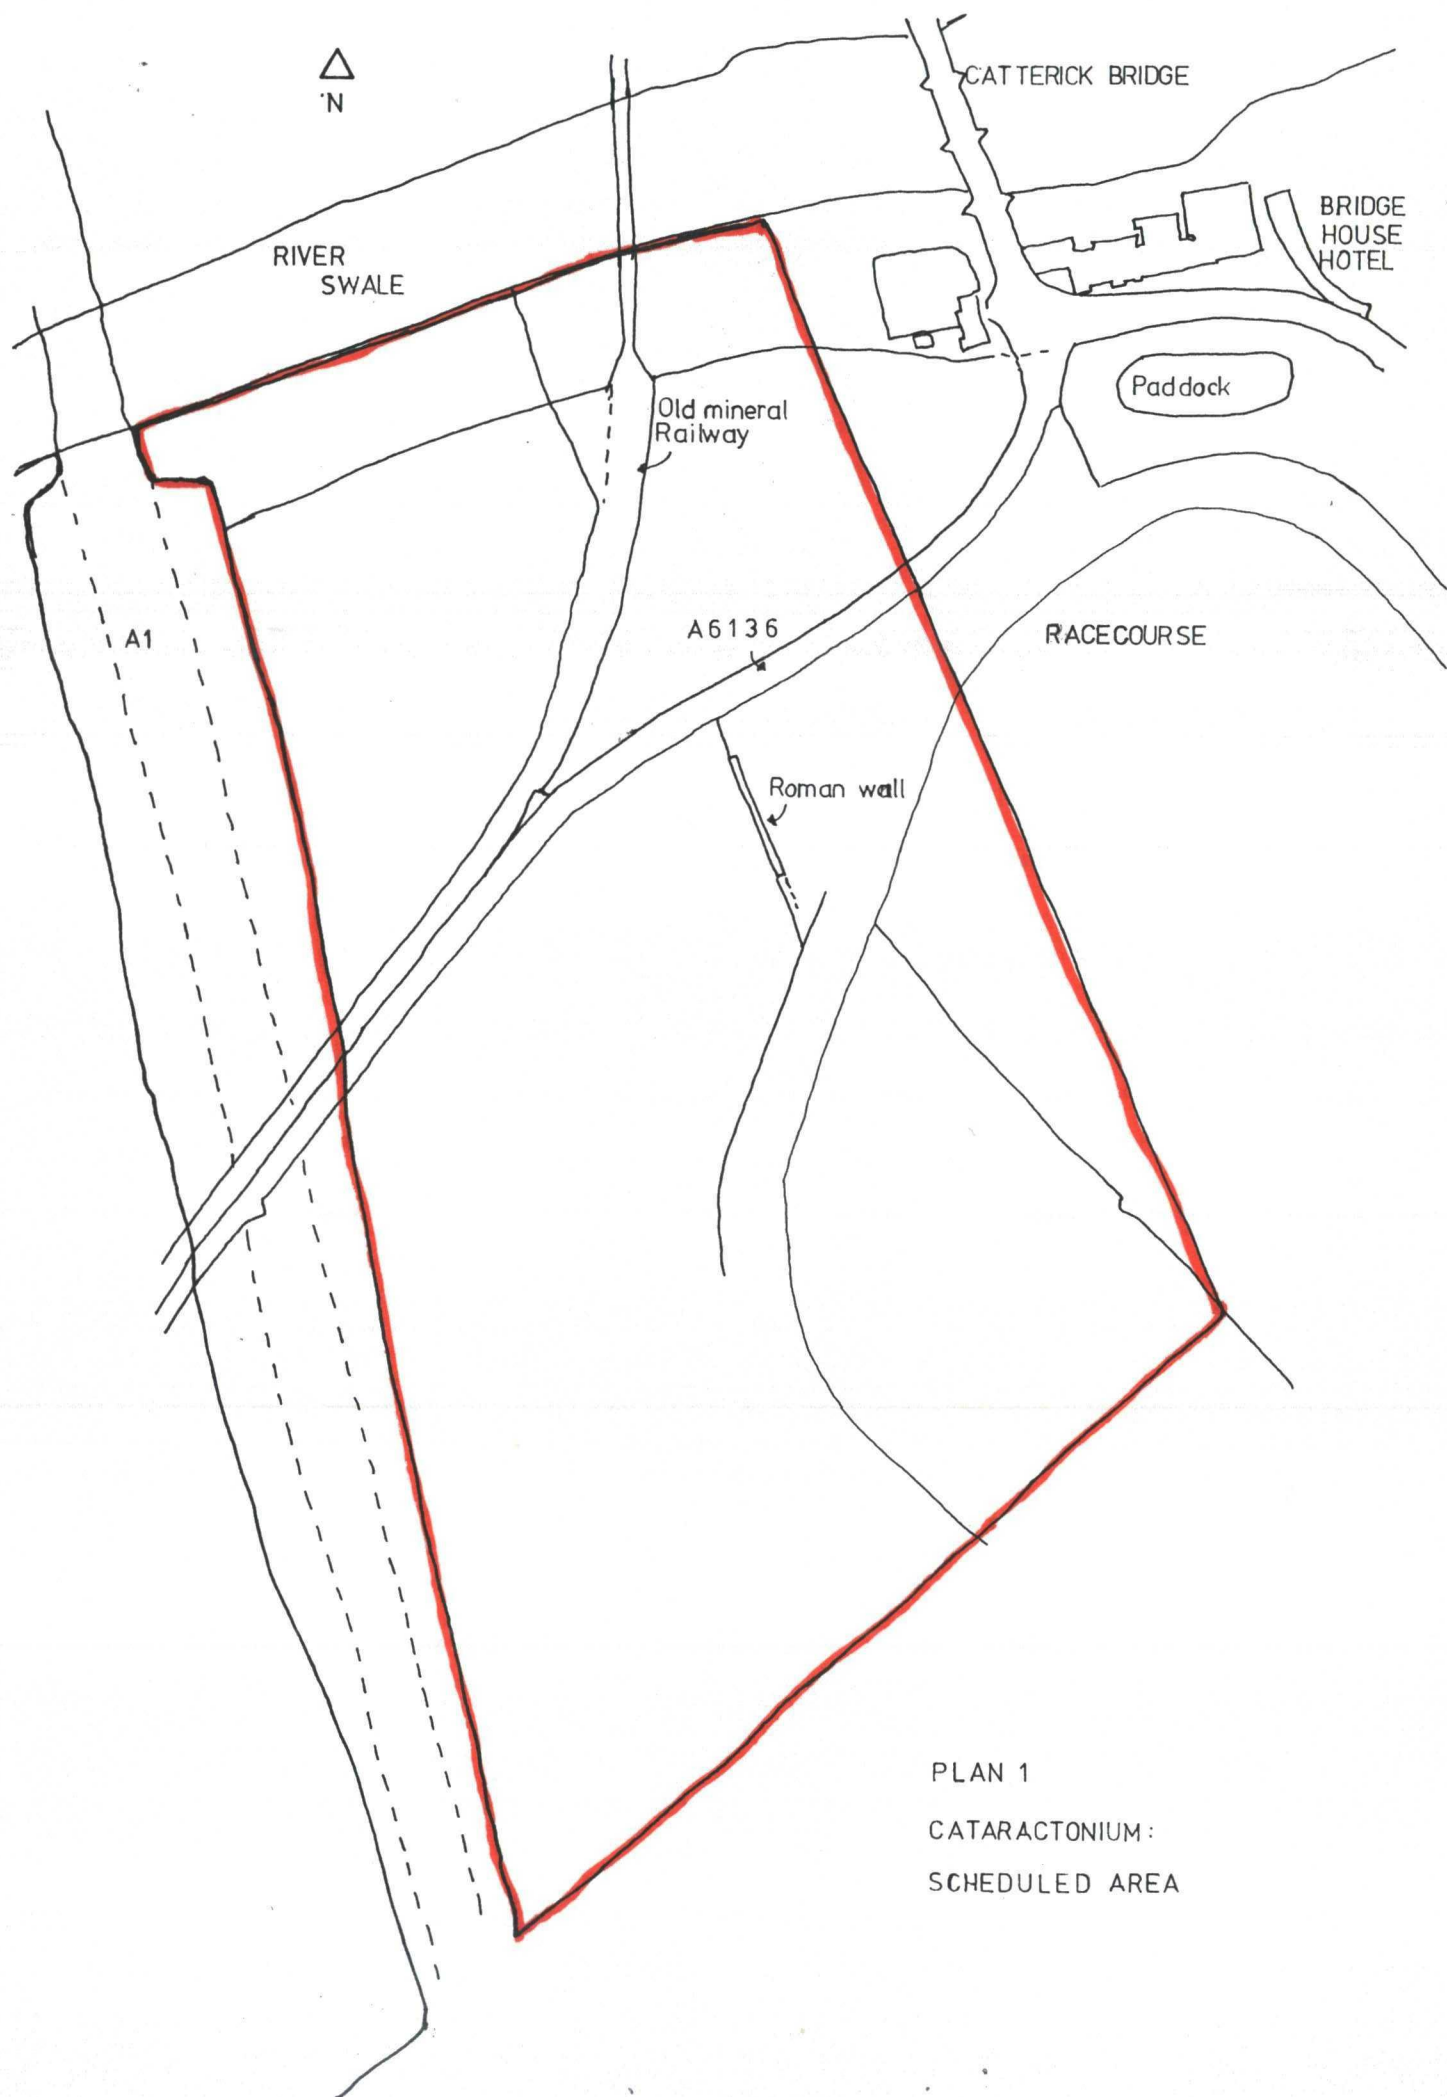 N
CATTERICK BRIDGE
BRIDGE
HOUSE
HOTEL
RIVER
SWALE
Paddock
Old mineral
Railway
A1
A6136
RACECOURSE
Roman wall
PLAN 1
CATARACTONIUM:
SCHEDULED AREA